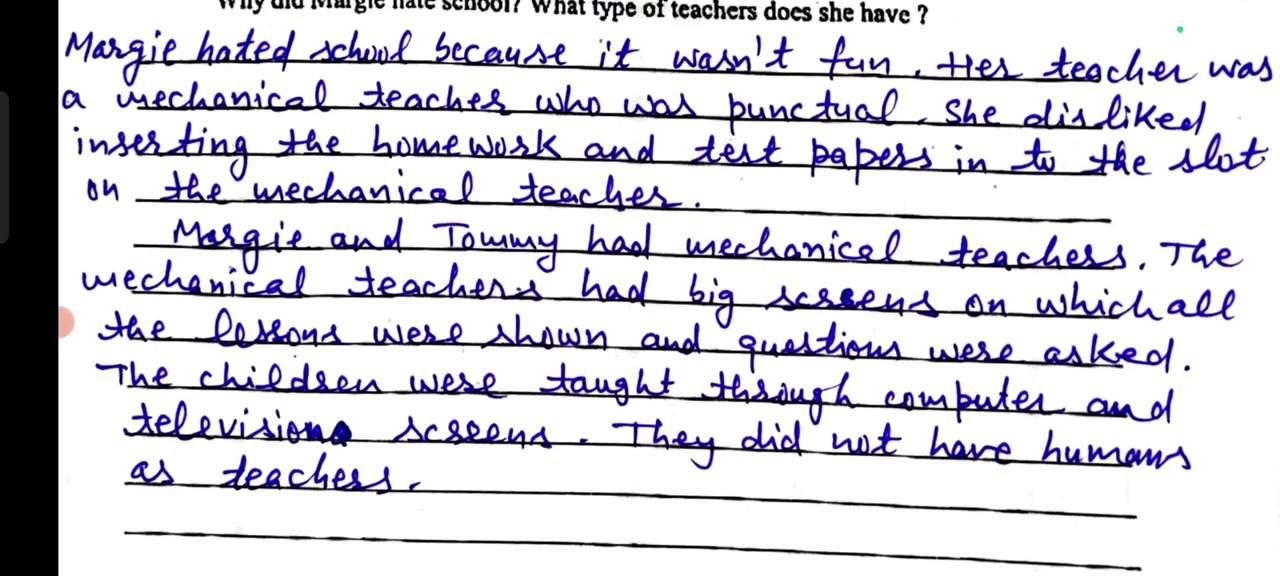 Why did Margie hate school? What type of teachers does she have ?
Margie hated school because it wasn't fun. Her teacher was
a mechanical teacher who was punctual. She disliked
inserting the homework and test papers in to the slot
on the mechanical teacher.
Margie and Tommy had mechanical teachers. The
mechanical teachers had big screens on which all
the lessons were shown and questions were asked.
The children were taught through computer and
television screens. They did not have humans
as teachers.